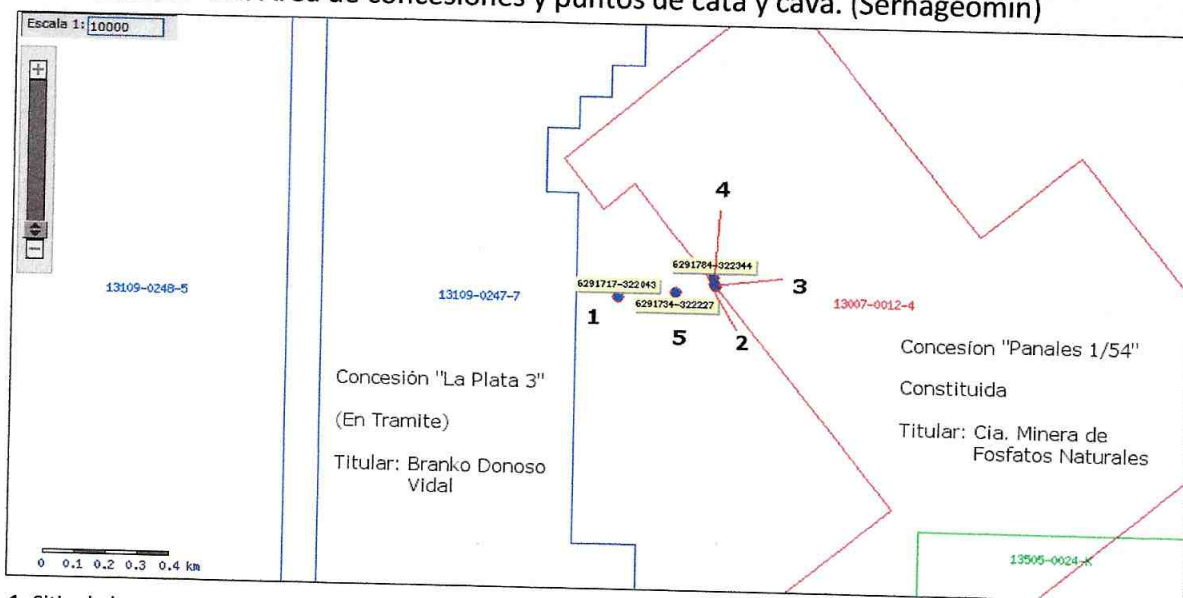 Área de concesiones y puntos de cata y cava. (Sernageomin)
Escala 1: 10000
+
−
4
6291784-322344
6291717-322043
6291734-322227
3
1
5
2
13109-0248-5
13109-0247-7
13007-0012-4
Concesión "La Plata 3"
(En Tramite)
Titular: Branko Donoso
Vidal
Concesíon "Panales 1/54"
Constituida
Titular: Cia. Minera de
Fosfatos Naturales
0 0.1 0.2 0.3 0.4 km
13505-0024-K